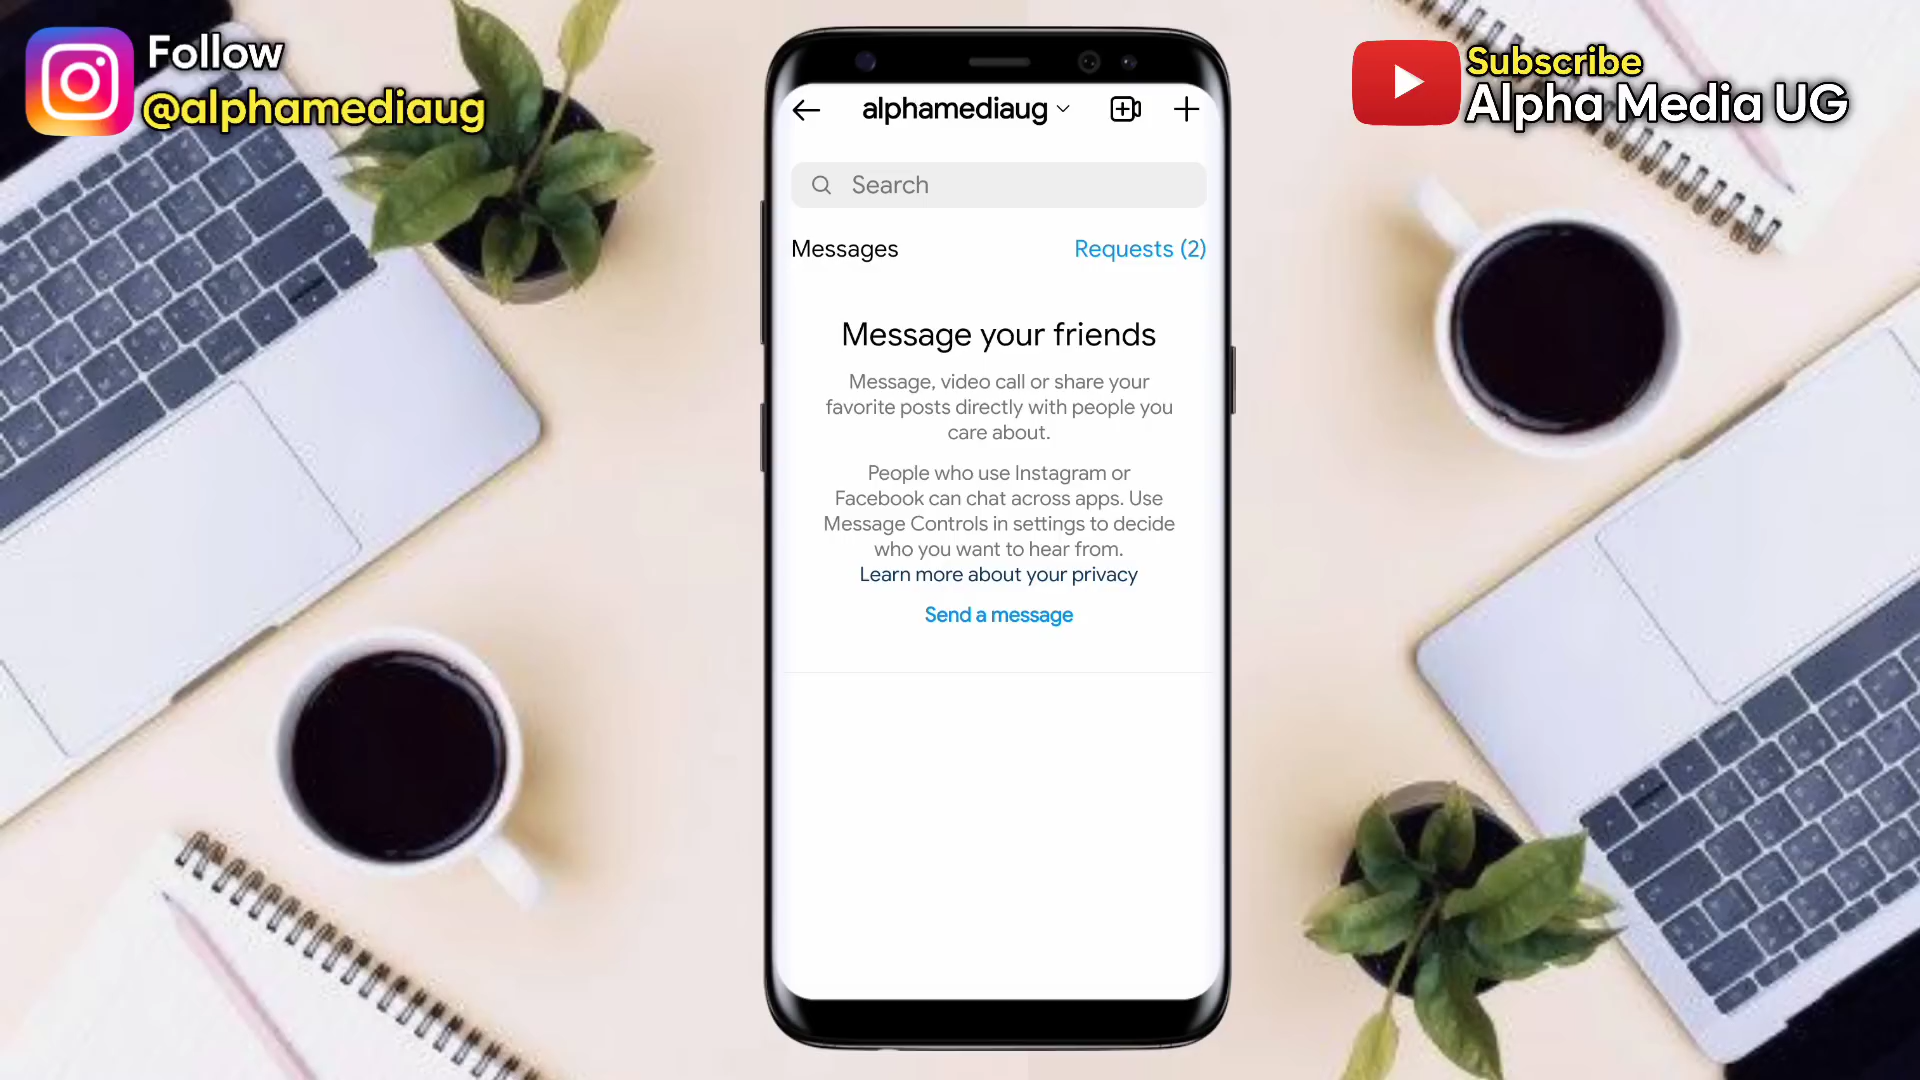 Follow
@alphamediaug
Subscribe
Alpha Media UG
alphamediaug
Search
Messages
Requests (2)
Message your friends
Message, video call or share your
favorite posts directly with people you
care about.
People who use Instagram or
Facebook can chat across apps. Use
Message Controls in settings to decide
who you want to hear from.
Learn more about your privacy
Send a message